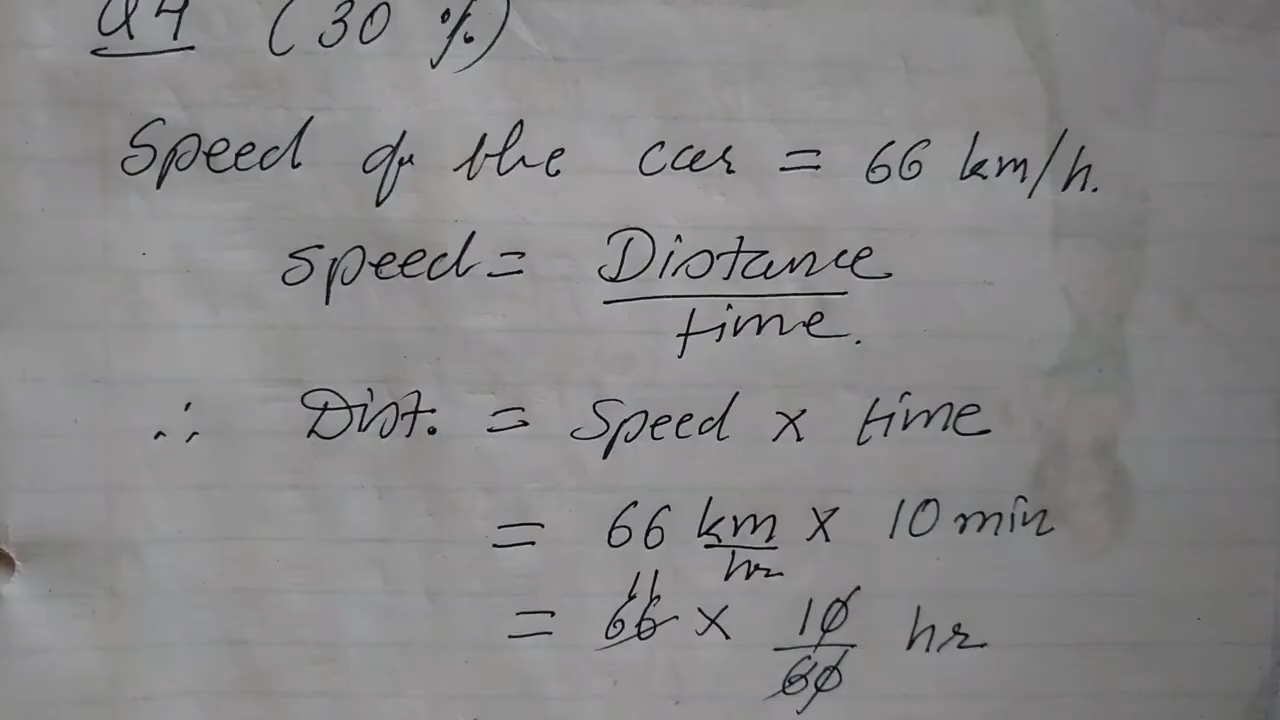 Q4 (30 %)
Speed of the car = 66 km/h.
Speed = Distance
time.
∴ Dist. = Speed x time
= 66 km/hr x 10 min
11
= 66 x 10/60 hr